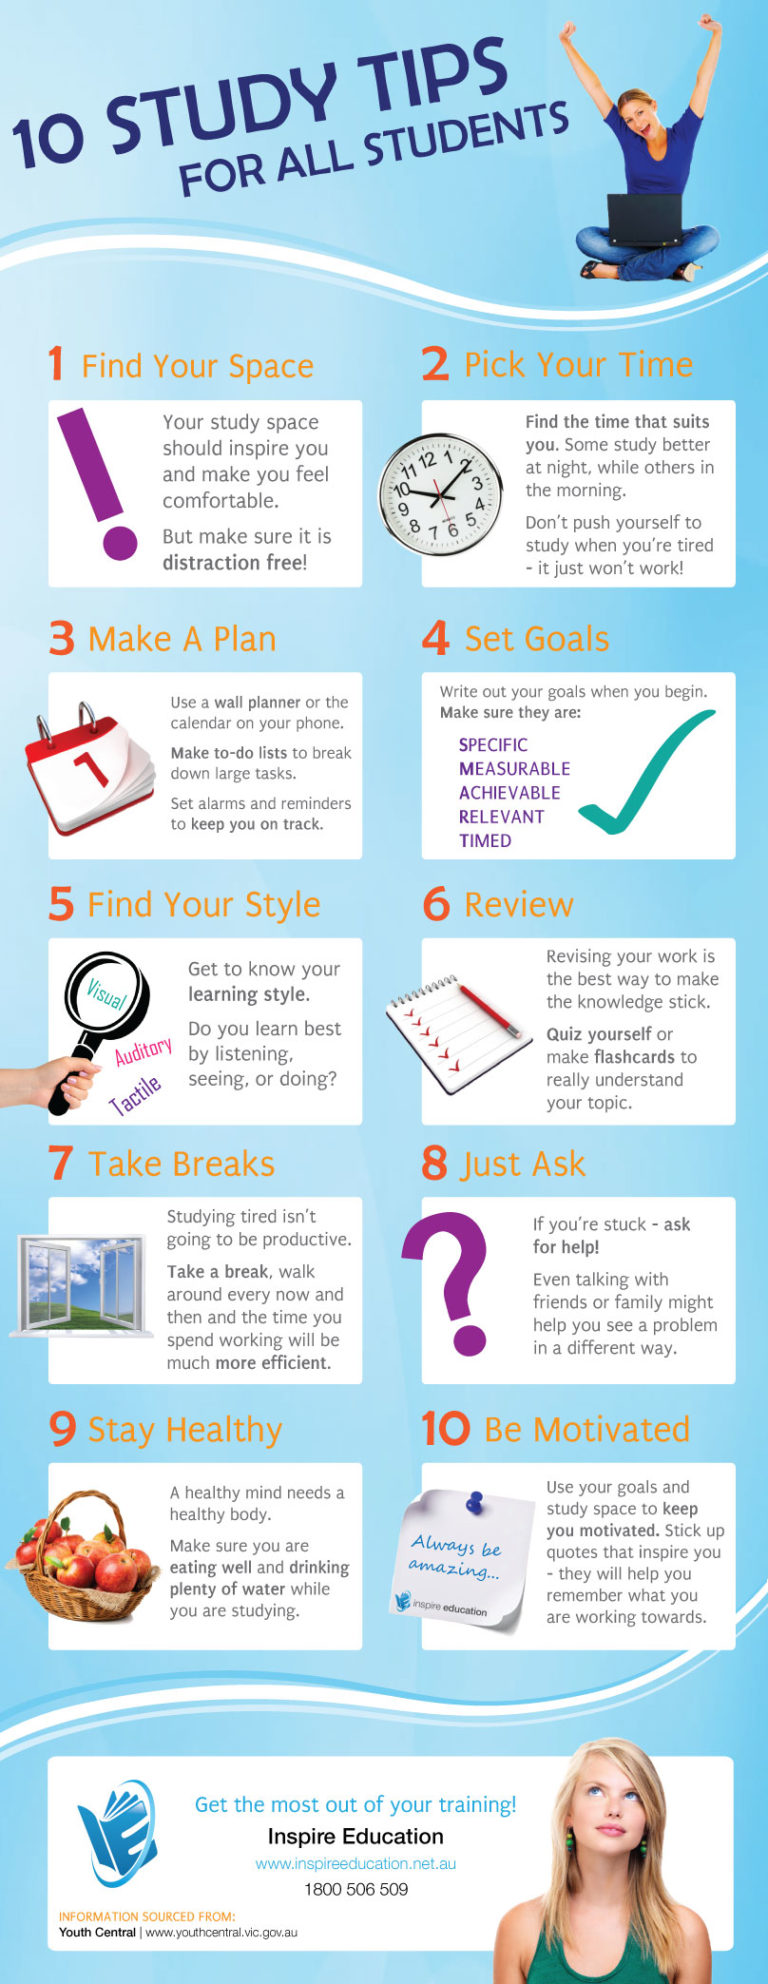 10 STUDY TIPS
FOR ALL STUDENTS
1 Find Your Space
Your study space
should inspire you
and make you feel
comfortable.
But make sure it is
distraction free!
2 Pick Your Time
12
1
2
3
4
5
6
7
8
9
10
11
Find the time that suits
you. Some study better
at night, while others in
the morning.
Don't push yourself to
study when you're tired
- it just won't work!
3 Make A Plan
1
Use a wall planner or the
calendar on your phone.
Make to-do lists to break
down large tasks.
Set alarms and reminders
to keep you on track.
4 Set Goals
Write out your goals when you begin.
Make sure they are:
SPECIFIC
MEASURABLE
ACHIEVABLE
RELEVANT
TIMED
5 Find Your Style
Visual
Auditory
Tactile
Get to know your
learning style.
Do you learn best
by listening,
seeing, or doing?
6 Review
Revising your work is
the best way to make
the knowledge stick.
Quiz yourself or
make flashcards to
really understand
your topic.
7 Take Breaks
Studying tired isn't
going to be productive.
Take a break, walk
around every now and
then and the time you
spend working will be
much more efficient.
8 Just Ask
?
If you're stuck - ask
for help!
Even talking with
friends or family might
help you see a problem
in a different way.
9 Stay Healthy
A healthy mind needs a
healthy body.
Make sure you are
eating well and drinking
plenty of water while
you are studying.
10 Be Motivated
Always be
amazing...
inspire education
Use your goals and
study space to keep
you motivated. Stick up
quotes that inspire you
- they will help you
remember what you
are working towards.
Get the most out of your training!
Inspire Education
www.inspireeducation.net.au
1800 506 509
INFORMATION SOURCED FROM:
Youth Central | www.youthcentral.vic.gov.au